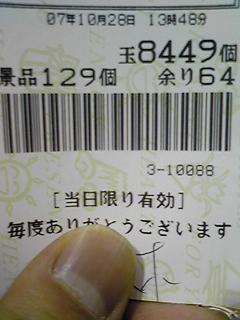 07年10月28日 13時48分
玉8449個
景品129個 余り64
3-10088
[当日限り有効]
毎度ありがとうございます